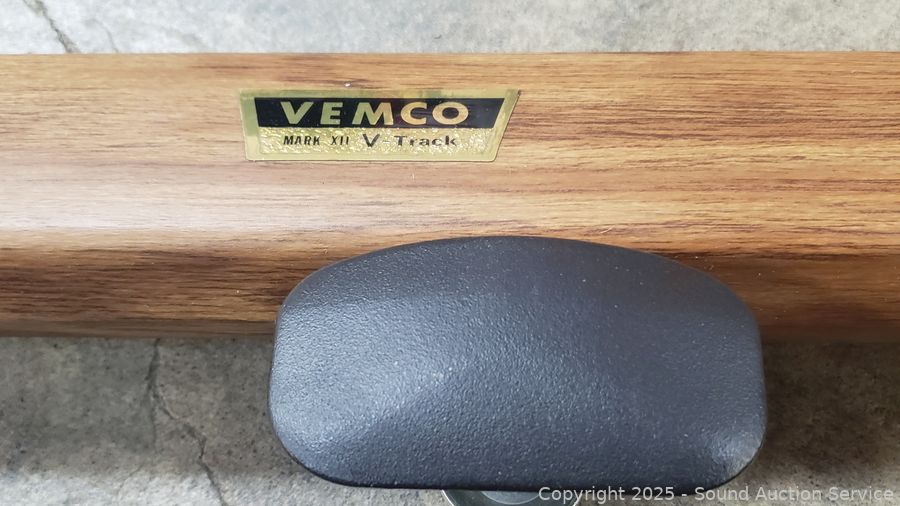 VEMCO
MARK XII V-Track
Copyright 2025 - Sound Auction Service